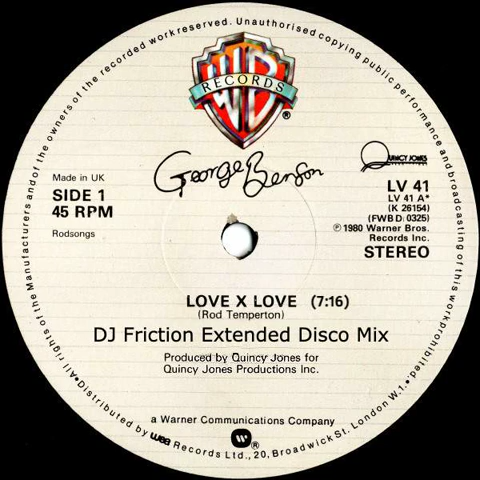 of the owners of the recorded work reserved. Unauthorised copying public performance and broadcasting of this work prohibited.
All rights of the Manufacturers and/or
WB
RECORDS
®
George Benson
QUINCY JONES
Made in UK
SIDE 1
45 RPM
Rodsongs
LV 41
LV 41 A*
(K 26154)
(FWB D 0325)
℗ 1980 Warner Bros.
Records Inc.
STEREO
LOVE X LOVE (7:16)
(Rod Temperton)
DJ Friction Extended Disco Mix
Produced by Quincy Jones for
Quincy Jones Productions Inc.
a Warner Communications Company
W ®
• Distributed by wea Records Ltd., 20, Broadwick St. London W.1. •